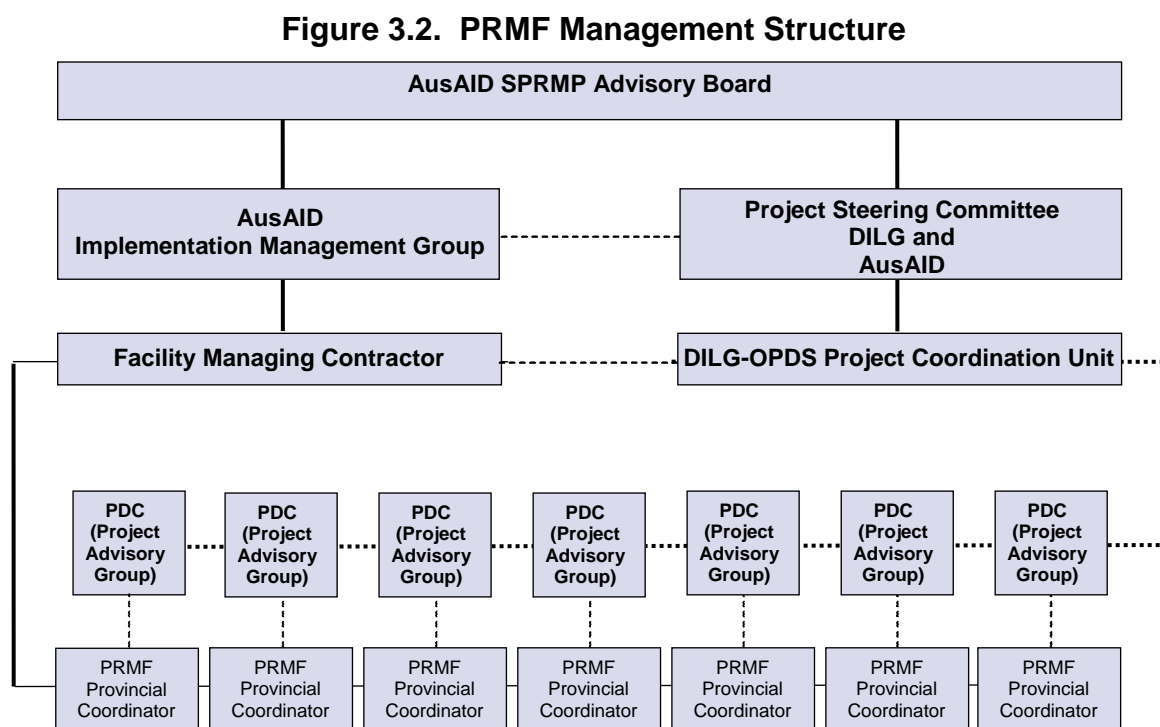 Figure 3.2. PRMF Management Structure
AusAID SPRMP Advisory Board
AusAID
Implementation Management Group
Project Steering Committee
DILG and
AusAID
Facility Managing Contractor
DILG-OPDS Project Coordination Unit
PDC
(Project
Advisory
Group)
PDC
(Project
Advisory
Group)
PDC
(Project
Advisory
Group)
PDC
(Project
Advisory
Group)
PDC
(Project
Advisory
Group)
PDC
(Project
Advisory
Group)
PDC
(Project
Advisory
Group)
PRMF
Provincial
Coordinator
PRMF
Provincial
Coordinator
PRMF
Provincial
Coordinator
PRMF
Provincial
Coordinator
PRMF
Provincial
Coordinator
PRMF
Provincial
Coordinator
PRMF
Provincial
Coordinator